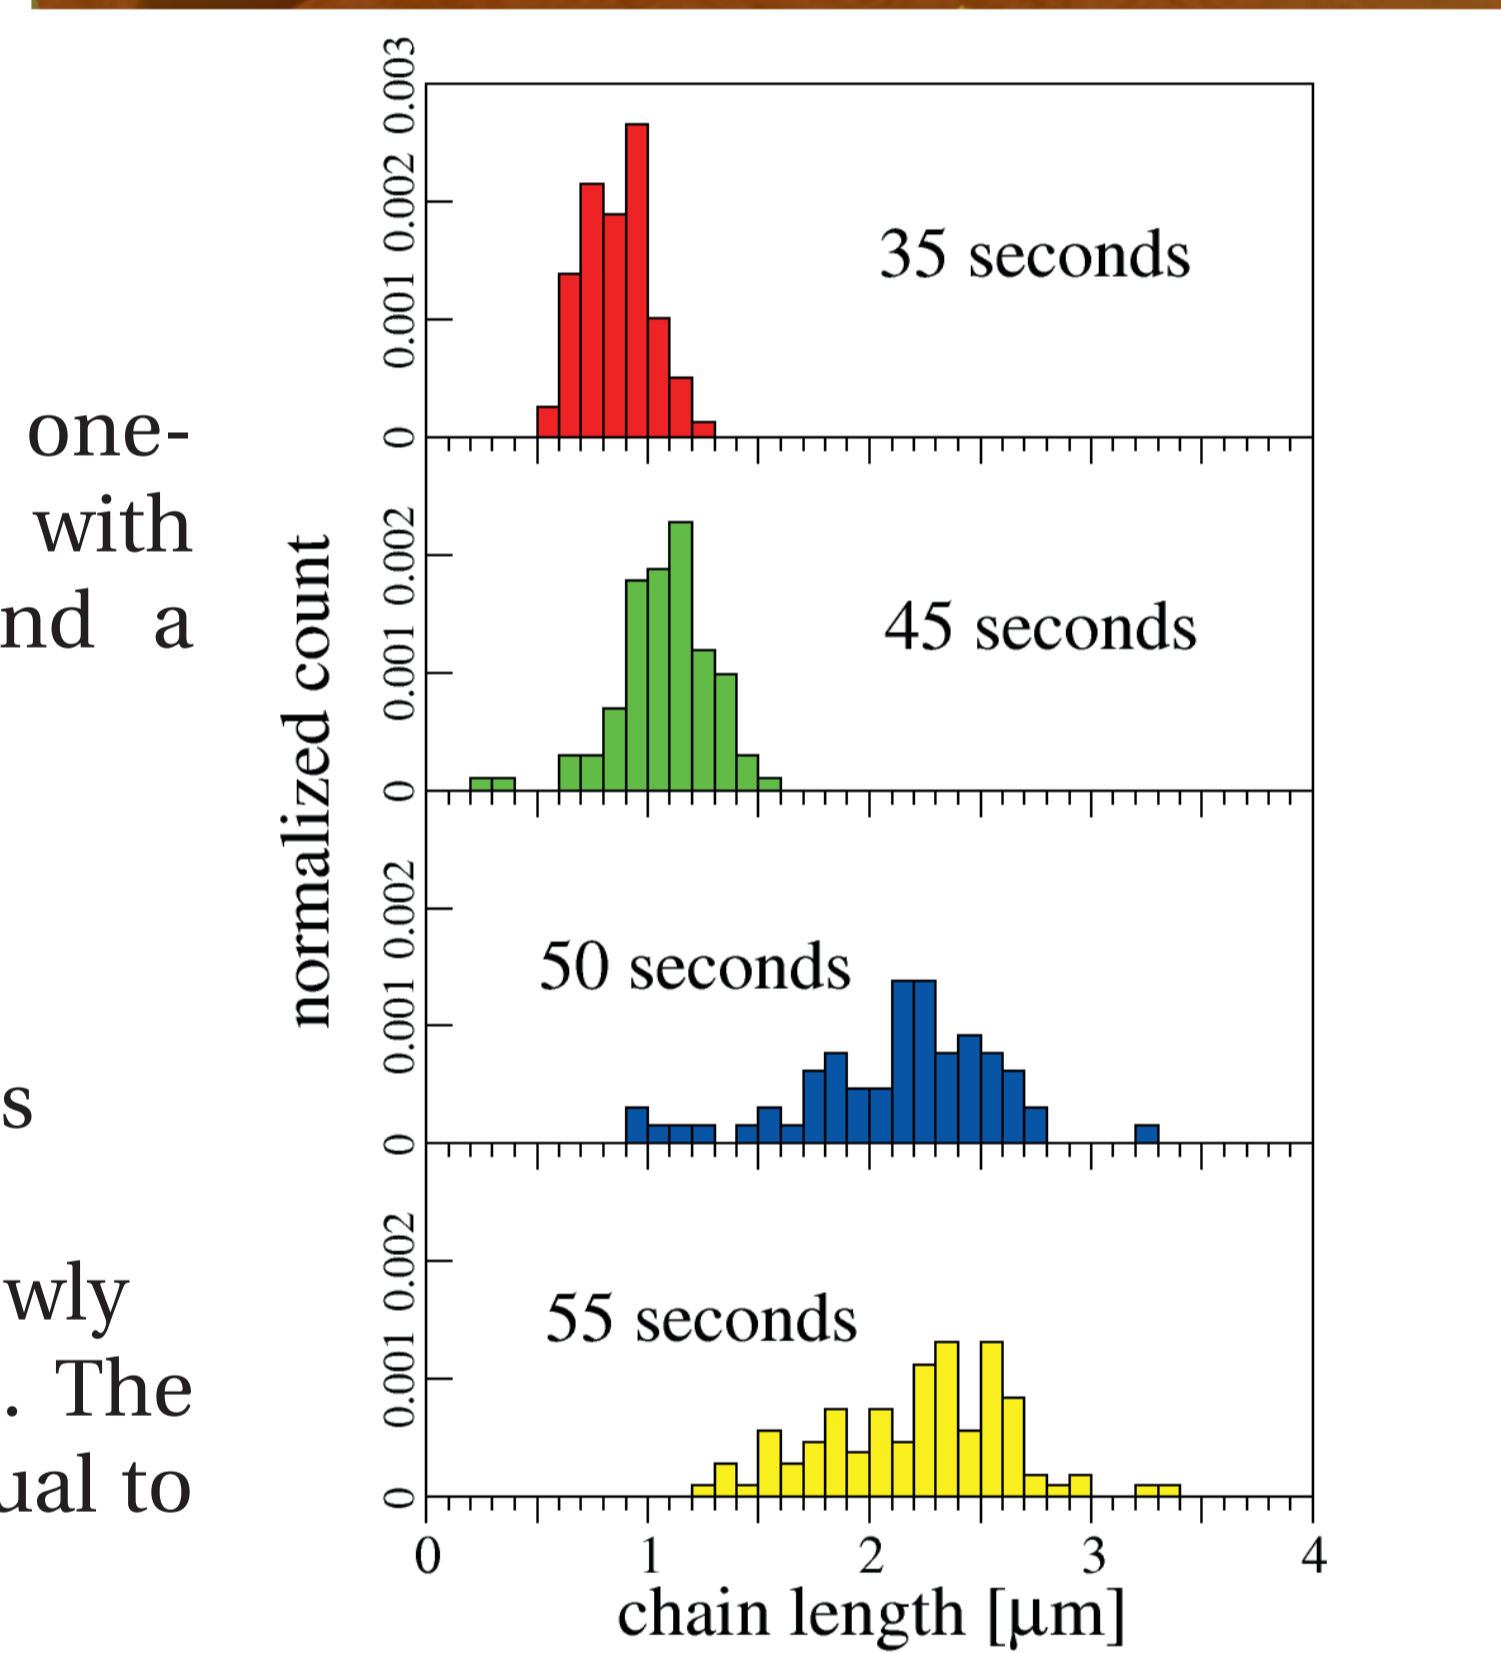 one-
with
nd a
s
wly
. The
ual to
normalized count
0.003
0.002
0.001
0
35 seconds
0.002
0.001
0
45 seconds
0.002
0.001
0
50 seconds
0.002
0.001
0
55 seconds
0 1 2 3 4
chain length [μm]